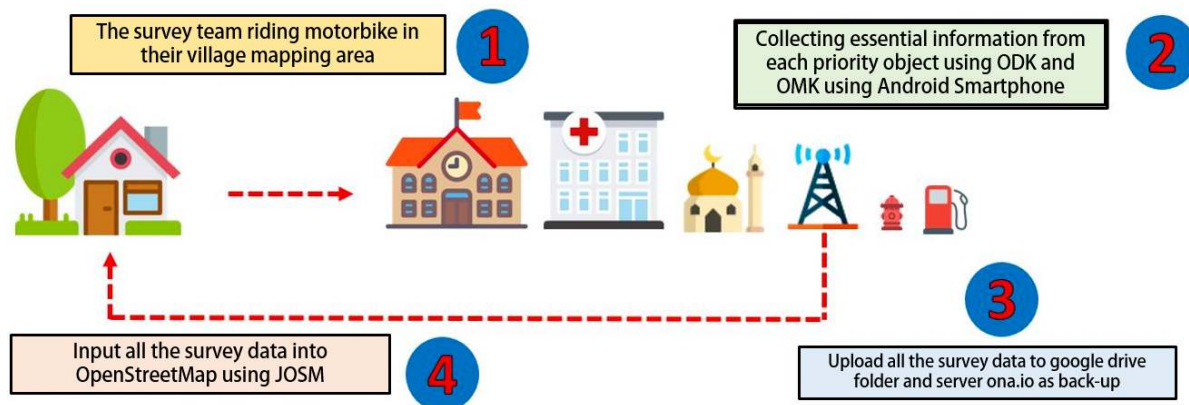 The survey team riding motorbike in
their village mapping area
1
Collecting essential information from
each priority object using ODK and
OMK using Android Smartphone
2
3
Upload all the survey data to google drive
folder and server ona.io as back-up
Input all the survey data into
OpenStreetMap using JOSM
4